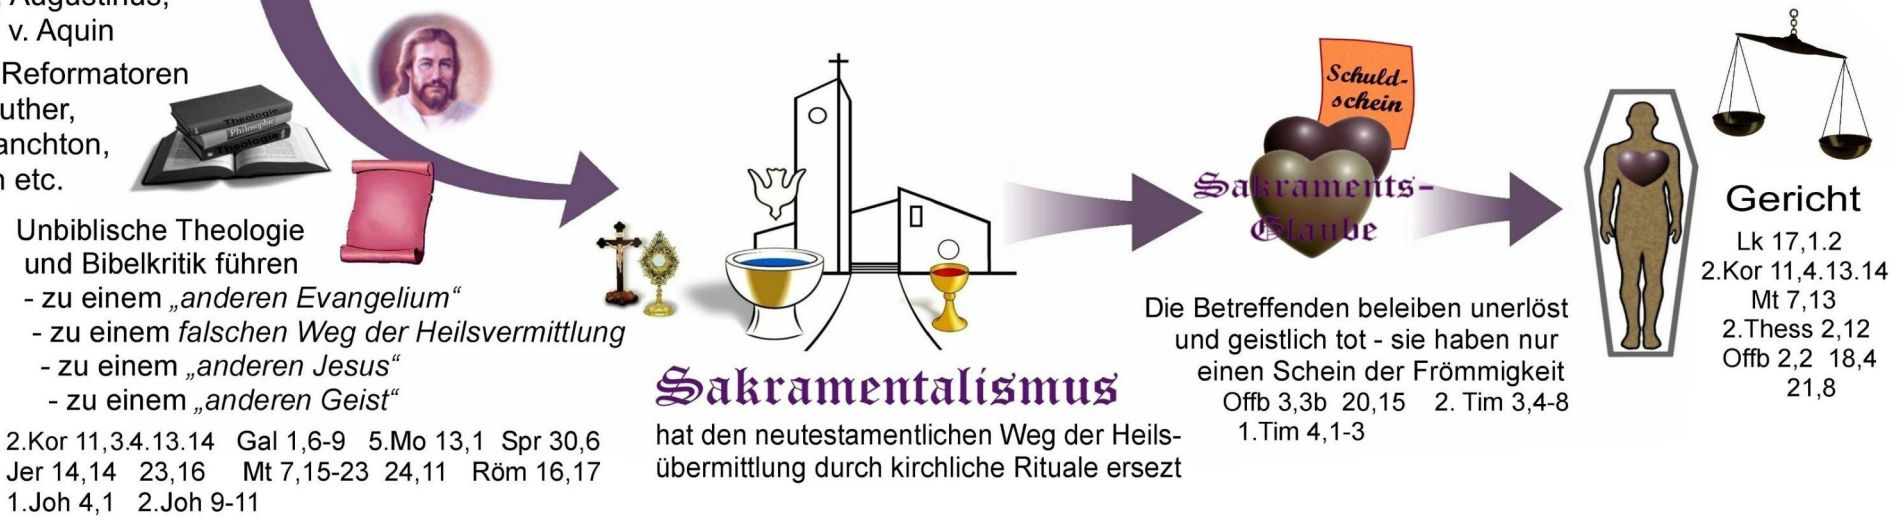 v. Aquin
Reformatoren
uther,
anchton,
etc.
Theologie
Philosophie
Theologie
Unbiblische Theologie
und Bibelkritik führen
- zu einem „anderen Evangelium“
- zu einem falschen Weg der Heilsvermittlung
- zu einem „anderen Jesus“
- zu einem „anderen Geist“
2.Kor 11,3.4.13.14 Gal 1,6-9 5.Mo 13,1 Spr 30,6
Jer 14,14 23,16 Mt 7,15-23 24,11 Röm 16,17
1.Joh 4,1 2.Joh 9-11
Sakramentalismus
hat den neutestamentlichen Weg der Heils-
übermittlung durch kirchliche Rituale ersezt
Schuld-
schein
Sakraments-
Glaube
Die Betreffenden beleiben unerlöst
und geistlich tot - sie haben nur
einen Schein der Frömmigkeit
Offb 3,3b 20,15 2. Tim 3,4-8
1.Tim 4,1-3
Gericht
Lk 17,1.2
2.Kor 11,4.13.14
Mt 7,13
2.Thess 2,12
Offb 2,2 18,4
21,8